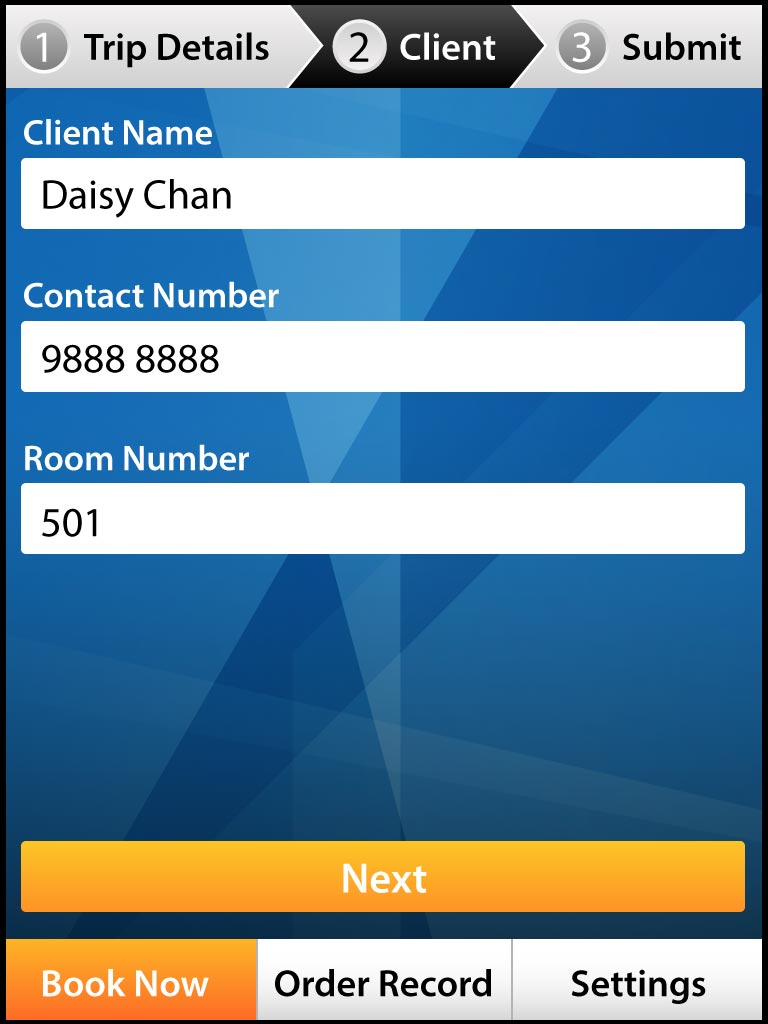 1 Trip Details 2 Client 3 Submit
Client Name
Daisy Chan
Contact Number
9888 8888
Room Number
501
Next
Book Now Order Record Settings